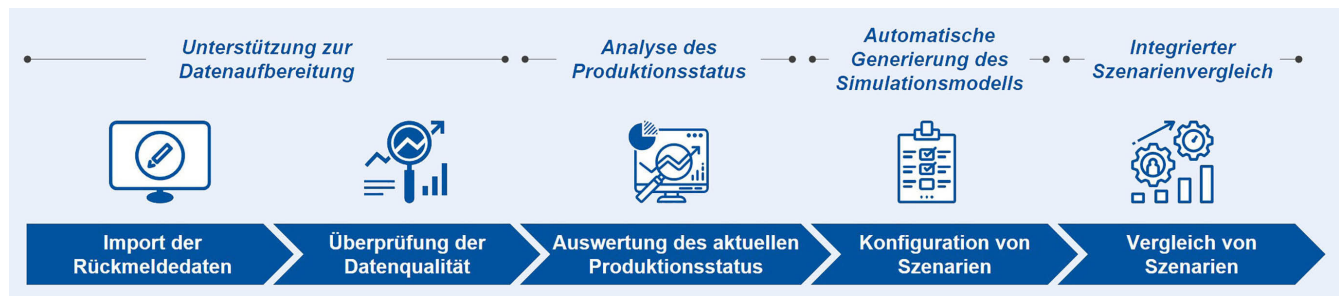 Unterstützung zur
Datenaufbereitung
Analyse des
Produktionsstatus
Automatische
Generierung des
Simulationsmodells
Integrierter
Szenarienvergleich
Import der
Rückmeldedaten
Überprüfung der
Datenqualität
Auswertung des aktuellen
Produktionsstatus
Konfiguration von
Szenarien
Vergleich von
Szenarien